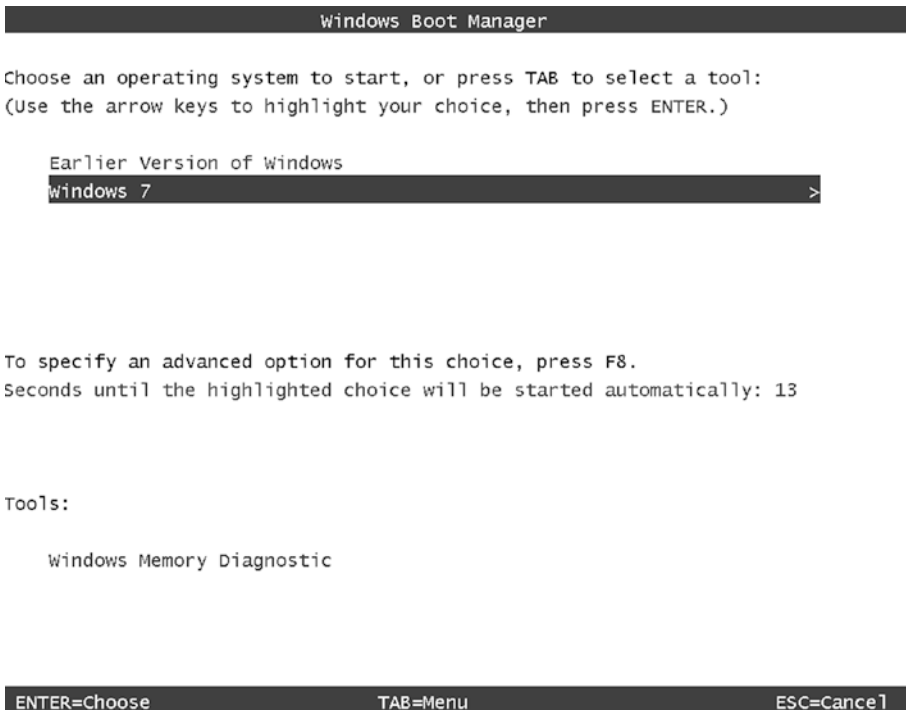 Windows Boot Manager
Choose an operating system to start, or press TAB to select a tool:
(Use the arrow keys to highlight your choice, then press ENTER.)
Earlier Version of Windows
Windows 7 >
To specify an advanced option for this choice, press F8.
Seconds until the highlighted choice will be started automatically: 13
Tools:
Windows Memory Diagnostic
ENTER=Choose TAB=Menu ESC=Cancel